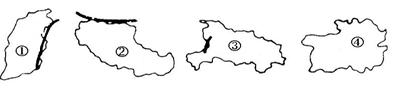 ① ② ③ ④